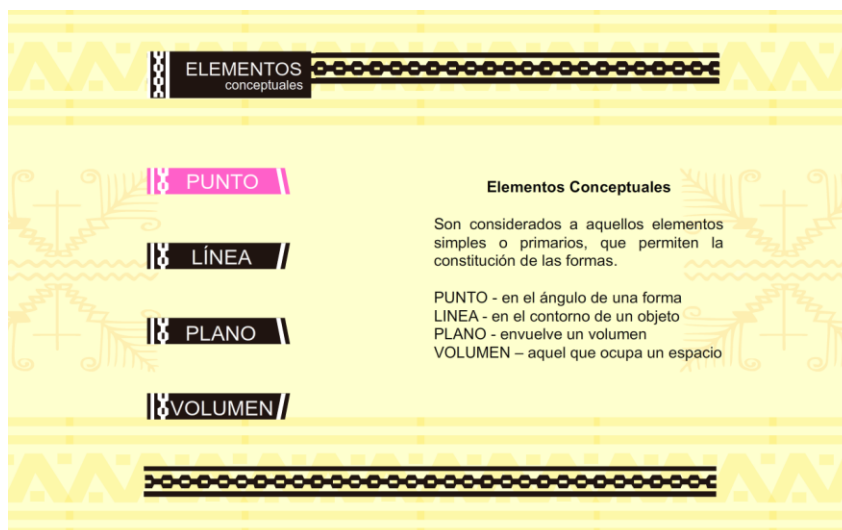 ELEMENTOS
conceptuales
PUNTO
LÍNEA
PLANO
VOLUMEN
Elementos Conceptuales
Son considerados a aquellos elementos
simples o primarios, que permiten la
constitución de las formas.
PUNTO - en el ángulo de una forma
LINEA - en el contorno de un objeto
PLANO - envuelve un volumen
VOLUMEN – aquel que ocupa un espacio